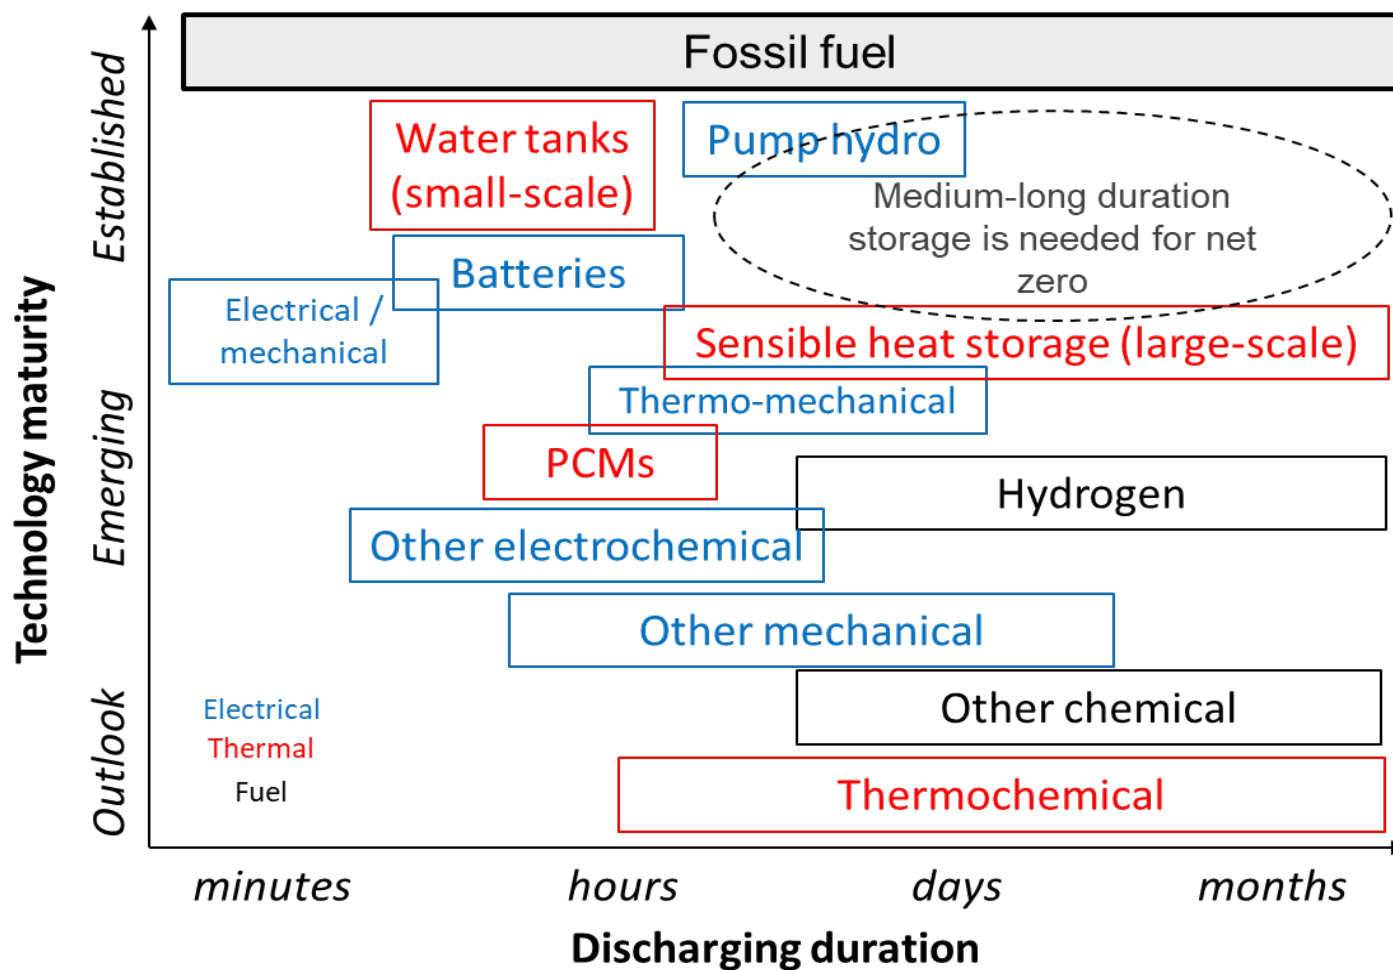 Fossil fuel
Water tanks
(small-scale)
Pump hydro
Medium-long duration
storage is needed for net
zero
Batteries
Electrical /
mechanical
Sensible heat storage (large-scale)
Thermo-mechanical
PCMs
Hydrogen
Other electrochemical
Other mechanical
Other chemical
Thermochemical
Electrical
Thermal
Fuel
Technology maturity
Established
Emerging
Outlook
minutes hours days months
Discharging duration